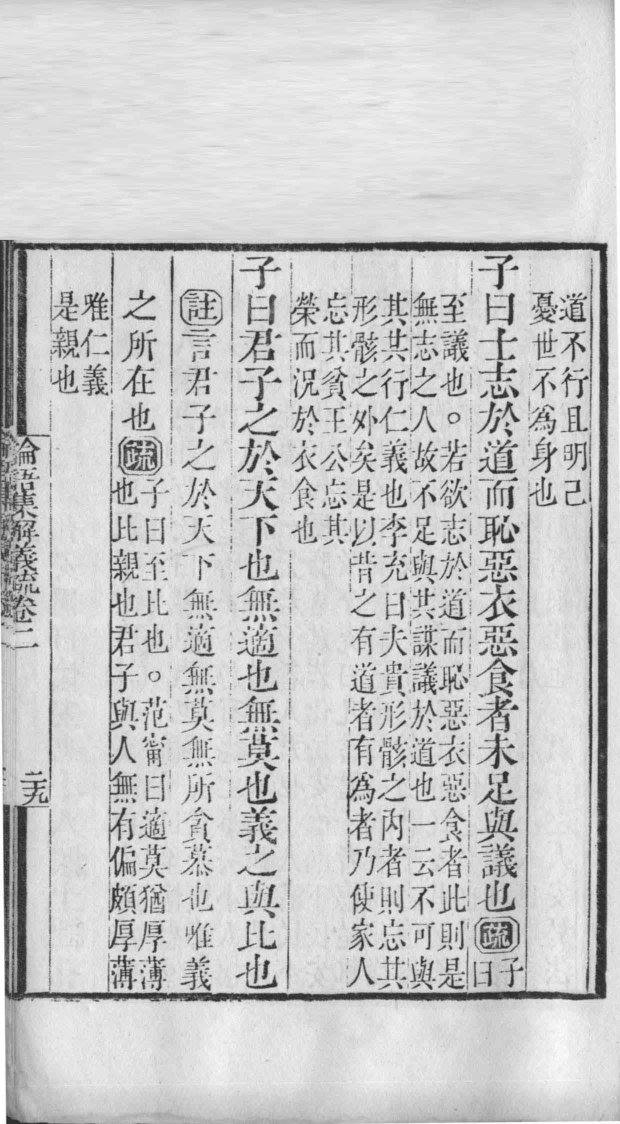 道不行且明己
憂世不為身也
子曰士志於道而恥惡衣惡食者未足與議也疏子曰
至議也。若欲志於道而恥惡衣惡食者此則是
無志之人故不足與其謀議於道也一云不可與
其共行仁義也李充曰夫貴形骸之內者則忘其
形骸之外矣是以昔之有道者有為者乃使家人
忘其貧王公忘其
榮而況於衣食也
子曰君子之於天下也無適也無莫也義之與比也
註言君子之於天下無適無莫無所貪慕也唯義
之所在也疏子曰至比也。范甯曰適莫猶厚薄
也比親也君子與人無有偏頗厚薄
唯仁義
是親也
論語集解義疏卷二
二十九